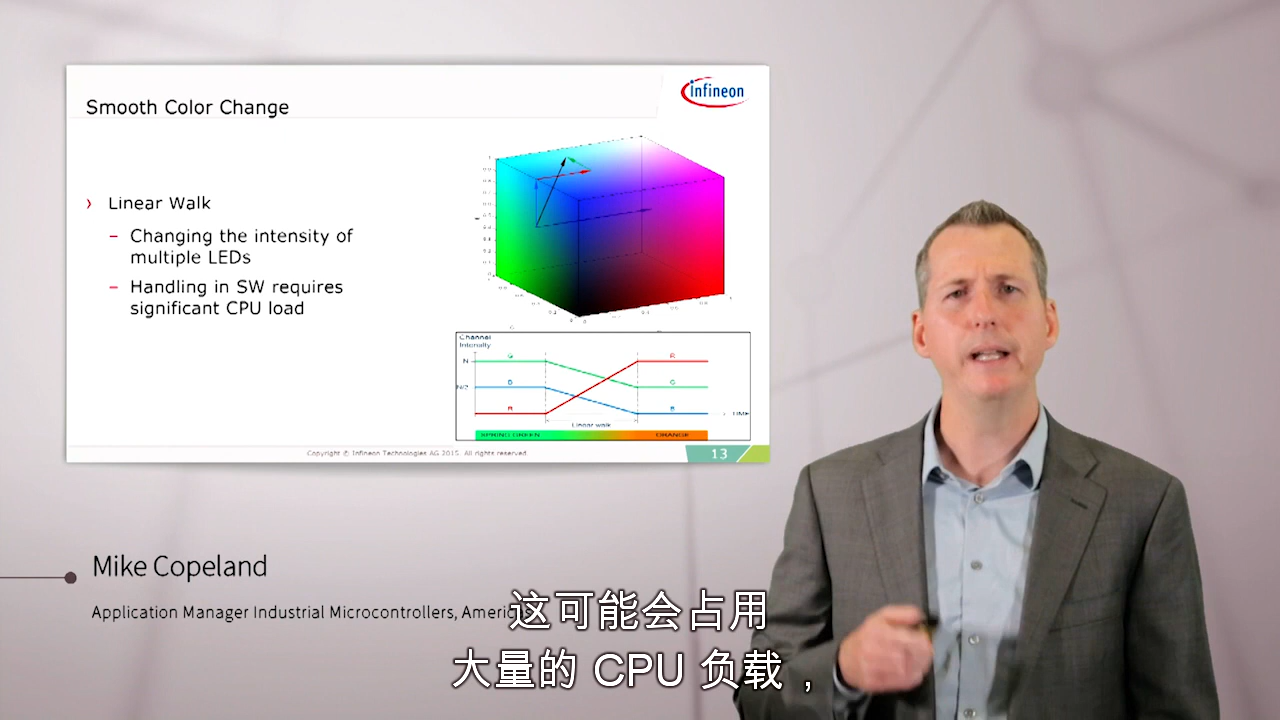 infineon
Smooth Color Change
Linear Walk
– Changing the intensity of
multiple LEDs
– Handling in SW requires
significant CPU load
Channel
Intensity
N
G
R
N/2
B
G
R
B
TIME
Linear walk
SPRING GREEN
ORANGE
Copyright © Infineon Technologies AG 2015. All rights reserved.
13
Mike Copeland
Application Manager Industrial Microcontrollers,
这可能会占用
大量的 CPU 负载，